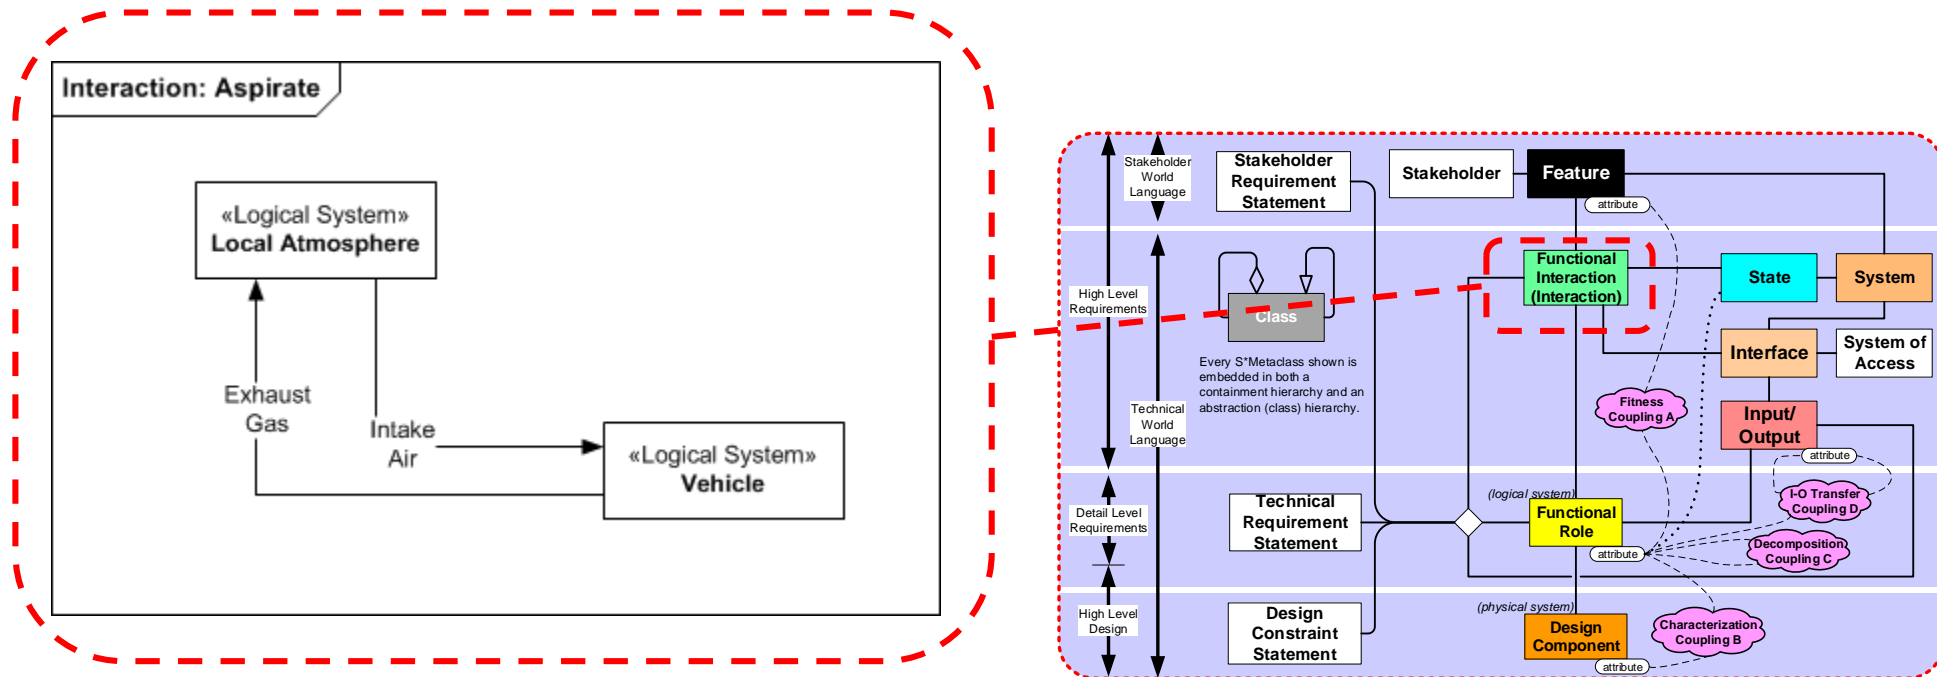 Interaction: Aspirate
«Logical System»
Local Atmosphere
Exhaust
Gas
Intake
Air
«Logical System»
Vehicle
Stakeholder
World
Language
High Level
Requirements
Technical
World
Language
Detail Level
Requirements
High Level
Design
Stakeholder
Requirement
Statement
Stakeholder
Feature
attribute
Class
Every S*Metaclass shown is
embedded in both a
containment hierarchy and an
abstraction (class) hierarchy.
Functional
Interaction
(Interaction)
State
System
Interface
System of
Access
Fitness
Coupling A
Input/
Output
attribute
Technical
Requirement
Statement
(logical system)
Functional
Role
attribute
I-O Transfer
Coupling D
Decomposition
Coupling C
Design
Constraint
Statement
(physical system)
Design
Component
attribute
Characterization
Coupling B